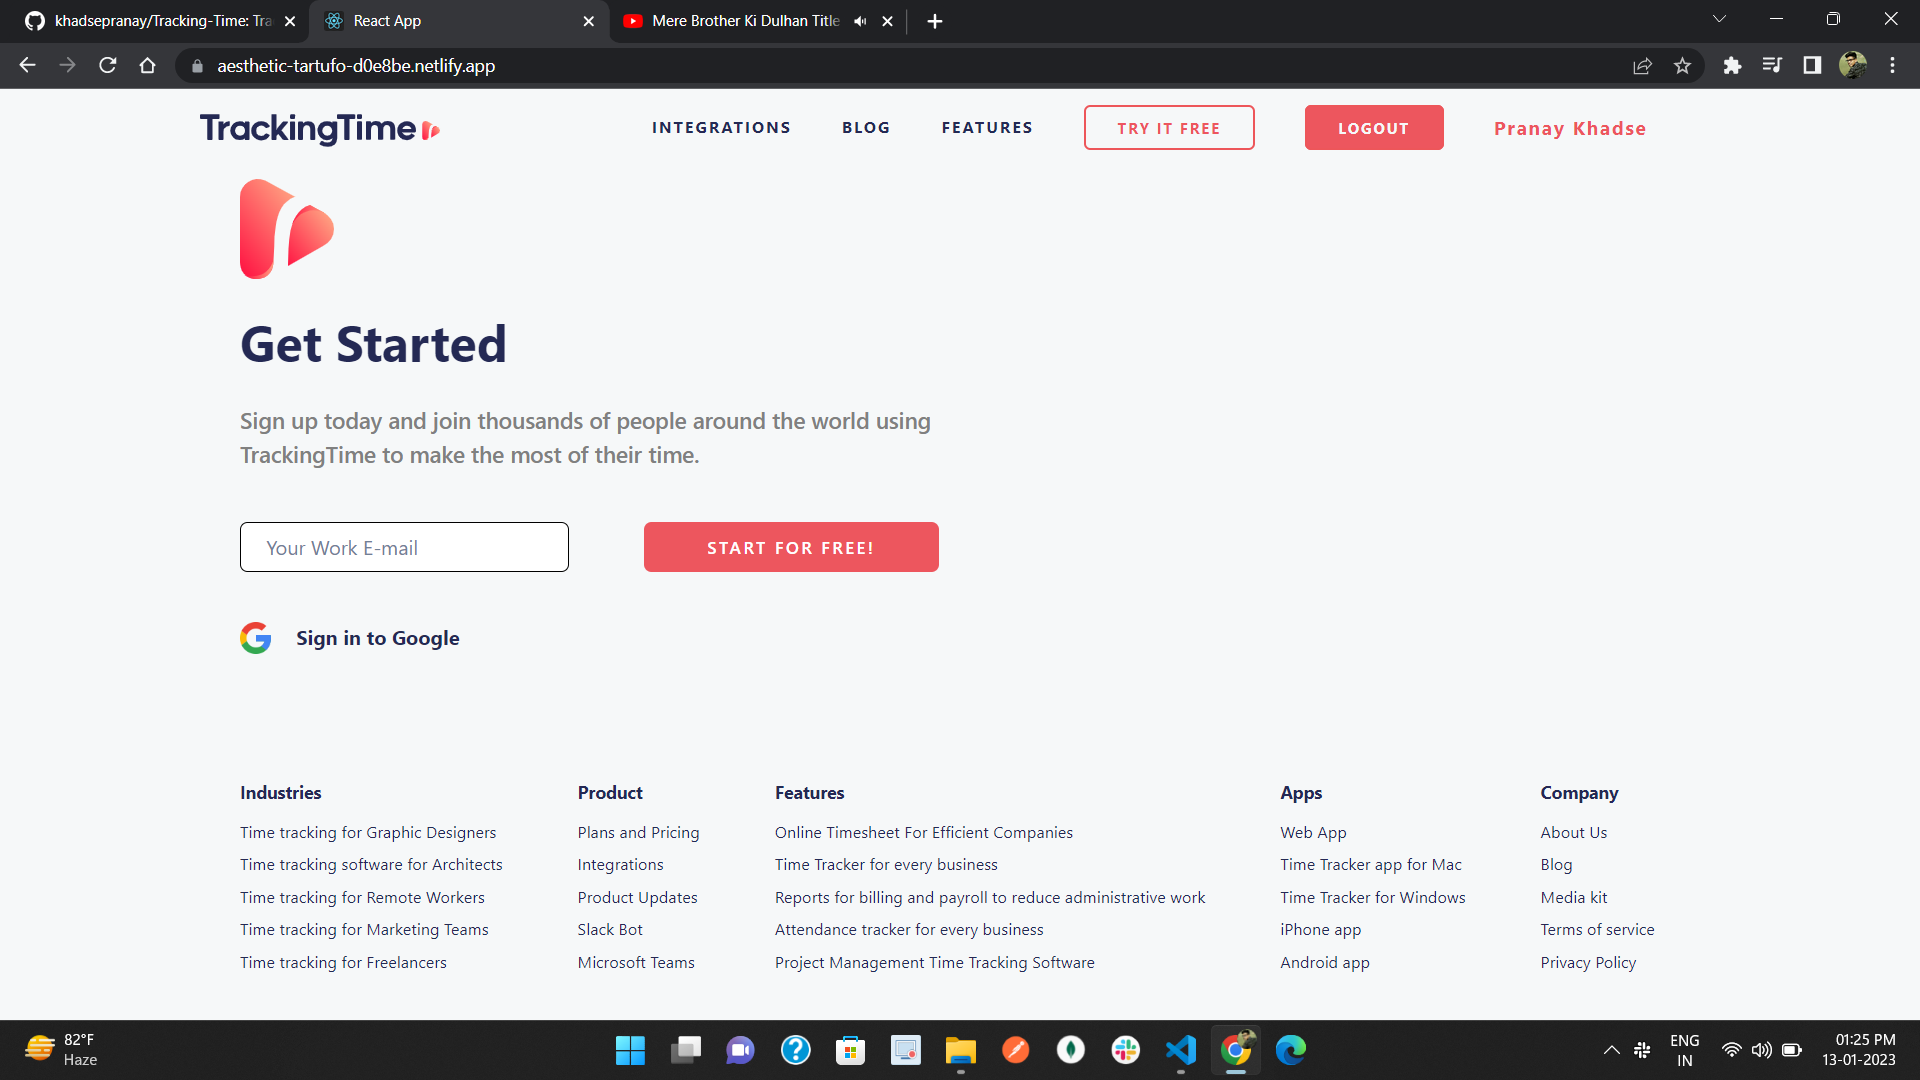 khadsepranay/Tracking-Time: Tra
React App
Mere Brother Ki Dulhan Title
aesthetic-tartufo-d0e8be.netlify.app
TrackingTime
INTEGRATIONS
BLOG
FEATURES
TRY IT FREE
LOGOUT
Pranay Khadse
Get Started
Sign up today and join thousands of people around the world using
TrackingTime to make the most of their time.
Your Work E-mail
START FOR FREE!
Sign in to Google
Industries
Time tracking for Graphic Designers
Time tracking software for Architects
Time tracking for Remote Workers
Time tracking for Marketing Teams
Time tracking for Freelancers
Product
Plans and Pricing
Integrations
Product Updates
Slack Bot
Microsoft Teams
Features
Online Timesheet For Efficient Companies
Time Tracker for every business
Reports for billing and payroll to reduce administrative work
Attendance tracker for every business
Project Management Time Tracking Software
Apps
Web App
Time Tracker app for Mac
Time Tracker for Windows
iPhone app
Android app
Company
About Us
Blog
Media kit
Terms of service
Privacy Policy
82°F
Haze
ENG
IN
01:25 PM
13-01-2023